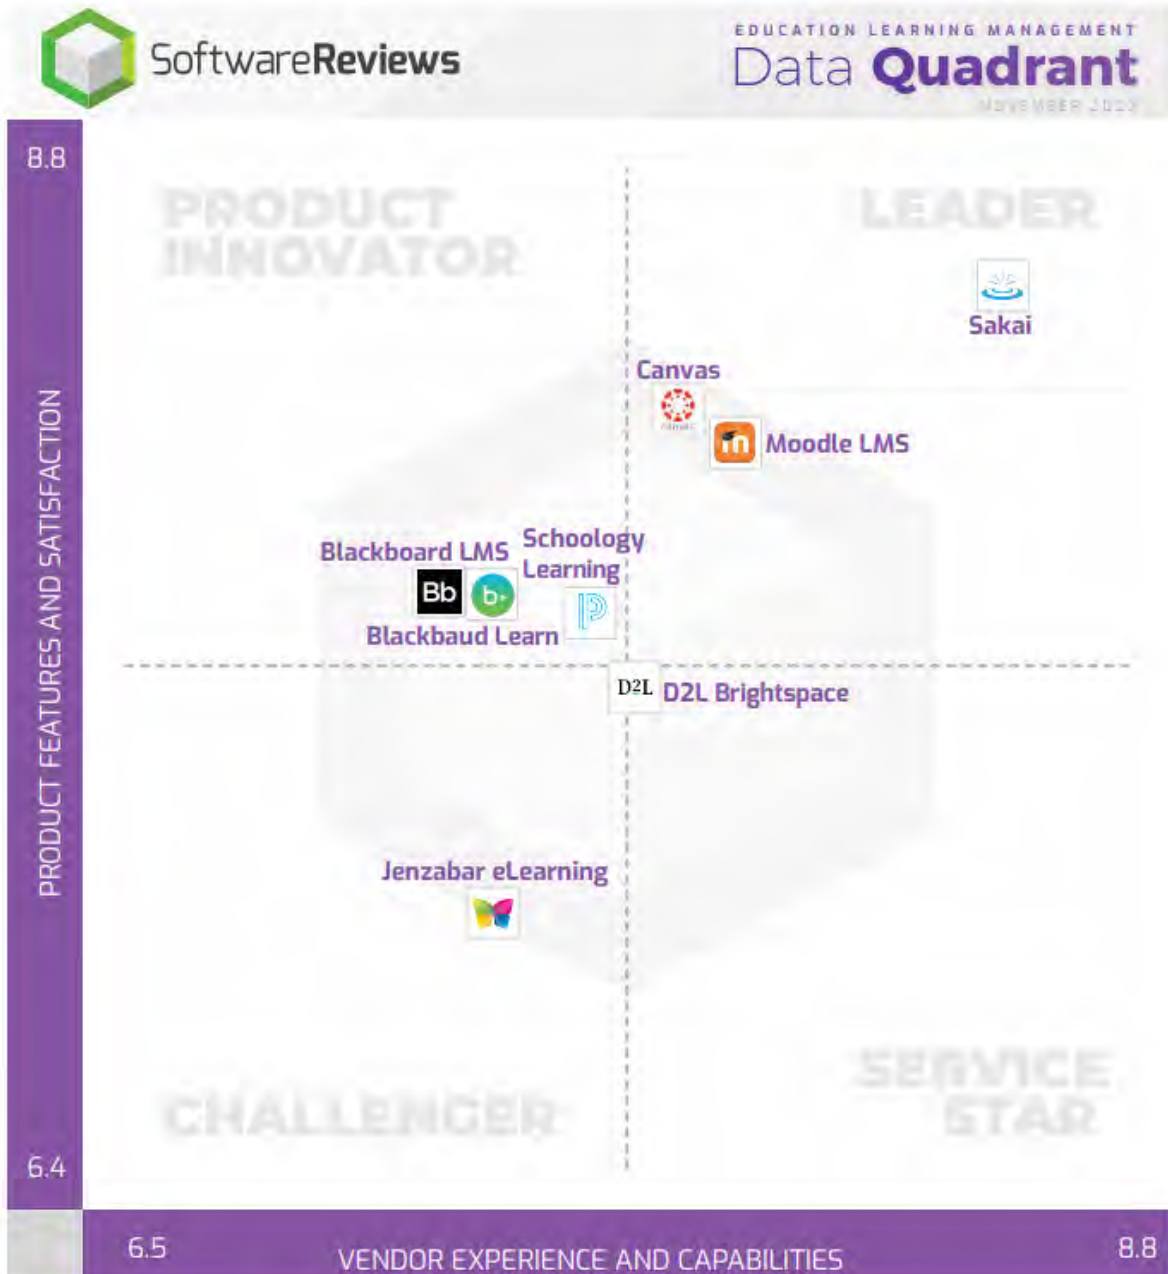 SoftwareReviews
EDUCATION LEARNING MANAGEMENT
Data Quadrant
8.8
PRODUCT
INNOVATOR
LEADER
Sakai
Canvas
Moodle LMS
PRODUCT FEATURES AND SATISFACTION
Blackboard LMS
Schoology
Learning
Bb
b+
Blackbaud Learn
D2L
D2L Brightspace
Jenzabar eLearning
SERVICE
STAR
CHALLENGER
6.4
6.5
VENDOR EXPERIENCE AND CAPABILITIES
8.8